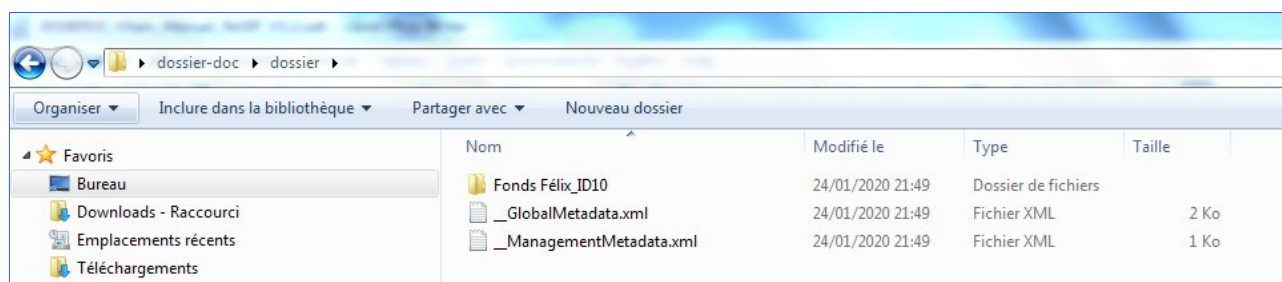 dossier-doc dossier
Organiser Inclure dans la bibliothèque Partager avec Nouveau dossier
Favoris
Bureau
Downloads - Raccourci
Emplacements récents
Téléchargements
Nom Modifié le Type Taille
Fonds Félix_ID10 24/01/2020 21:49 Dossier de fichiers
__GlobalMetadata.xml 24/01/2020 21:49 Fichier XML 2 Ko
__ManagementMetadata.xml 24/01/2020 21:49 Fichier XML 1 Ko